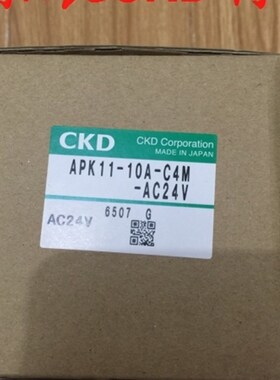 CKD
CKD Corporation
MADE IN JAPAN
APK11-10A-C4M
-AC24V
AC24V
6507 G